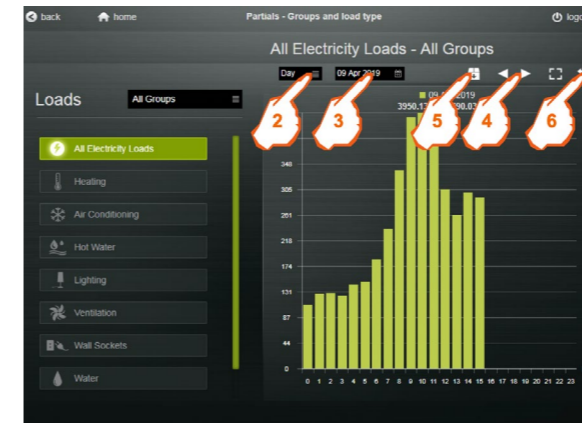 back home Partials - Groups and load type
All Electricity Loads - All Groups
Day 09 Apr 2019
Loads All Groups
2 3 5 4 6
All Electricity Loads
Heating
Air Conditioning
Hot Water
Lighting
Ventilation
Wall Sockets
Water
348
305
261
218
174
131
87
44
0
0 1 2 3 4 5 6 7 8 9 10 11 12 13 14 15 16 17 18 19 20 21 22 23